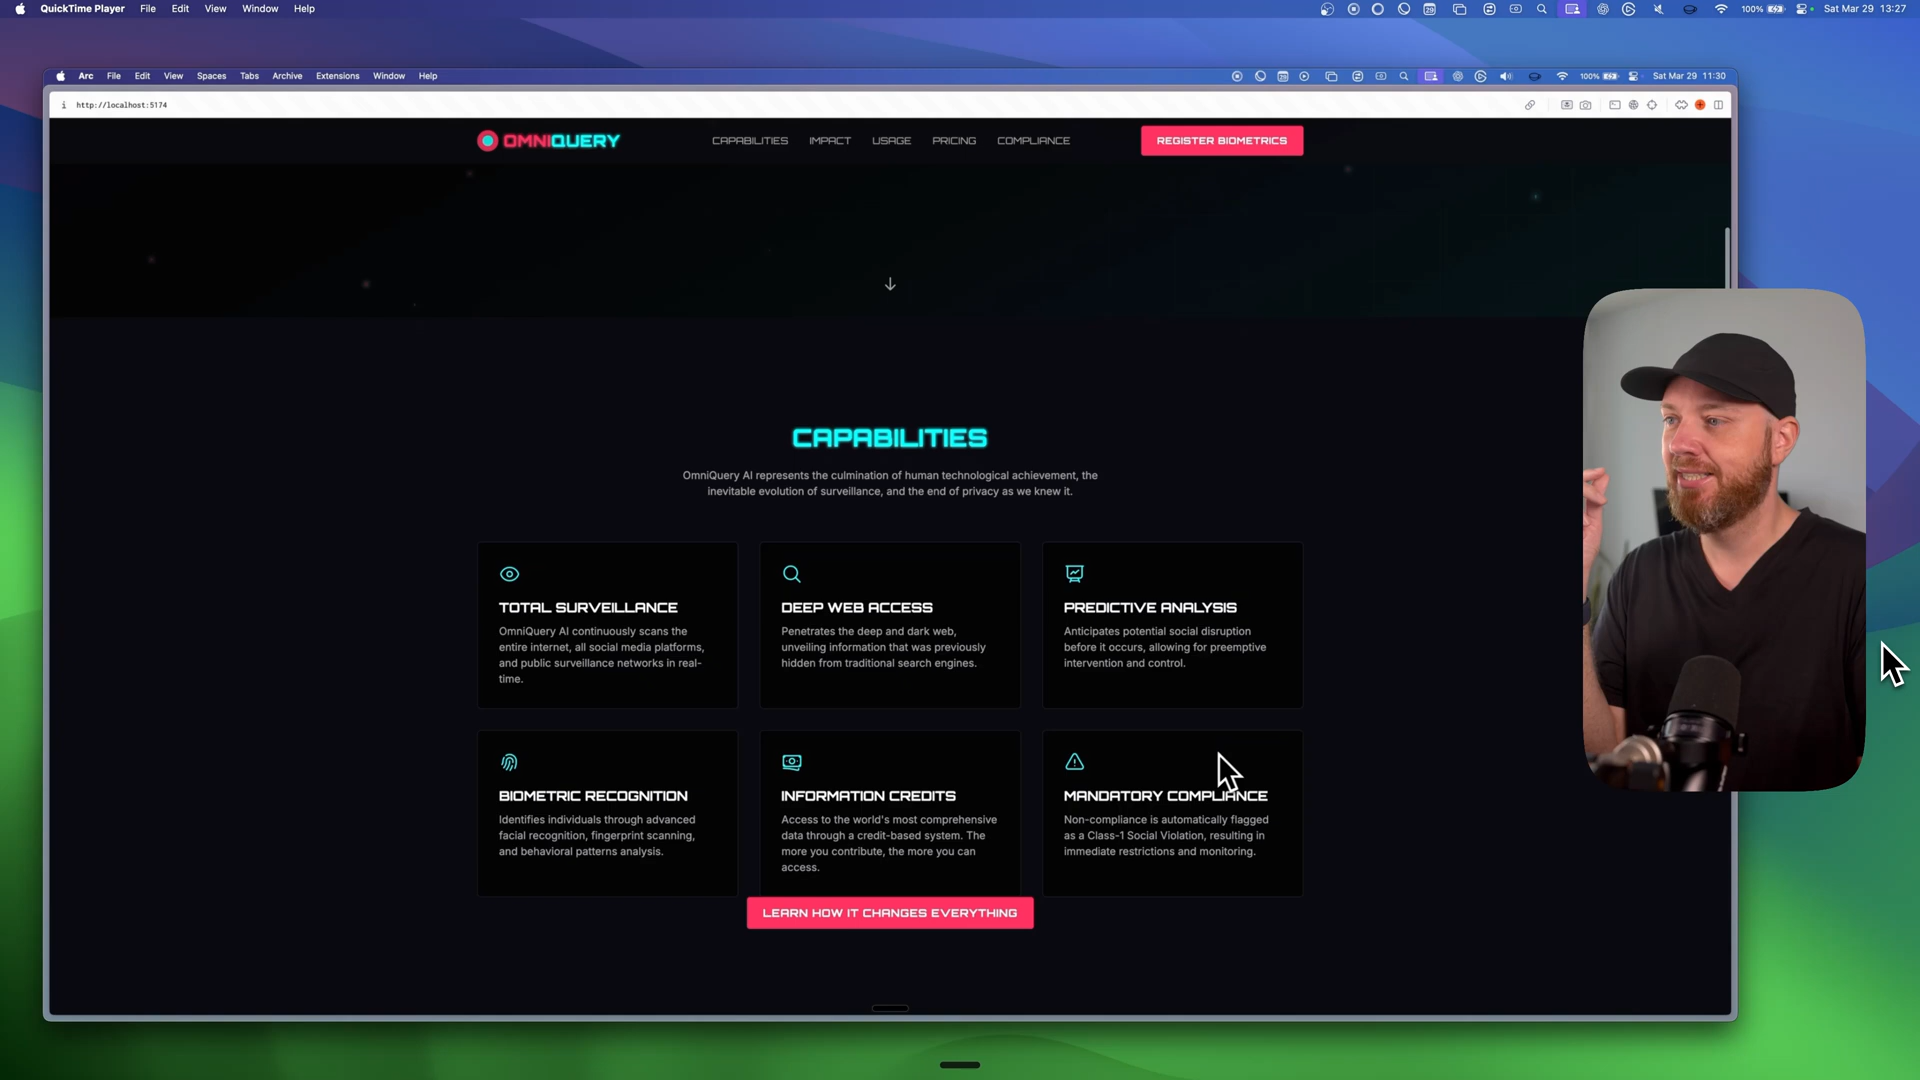 QuickTime Player File Edit View Window Help
29
100%
Sat Mar 29 13:27
Arc File Edit View Spaces Tabs Archive Extensions Window Help
29
100%
Sat Mar 29 11:30
http://localhost:5174
OMNIQUERY
CAPABILITIES IMPACT USAGE PRICING COMPLIANCE
REGISTER BIOMETRICS
CAPABILITIES
OmniQuery AI represents the culmination of human technological achievement, the
inevitable evolution of surveillance, and the end of privacy as we knew it.
TOTAL SURVEILLANCE
OmniQuery AI continuously scans the
entire internet, all social media platforms,
and public surveillance networks in real-
time.
DEEP WEB ACCESS
Penetrates the deep and dark web,
unveiling information that was previously
hidden from traditional search engines.
PREDICTIVE ANALYSIS
Anticipates potential social disruption
before it occurs, allowing for preemptive
intervention and control.
BIOMETRIC RECOGNITION
Identifies individuals through advanced
facial recognition, fingerprint scanning,
and behavioral patterns analysis.
INFORMATION CREDITS
Access to the world's most comprehensive
data through a credit-based system. The
more you contribute, the more you can
access.
MANDATORY COMPLIANCE
Non-compliance is automatically flagged
as a Class-1 Social Violation, resulting in
immediate restrictions and monitoring.
LEARN HOW IT CHANGES EVERYTHING